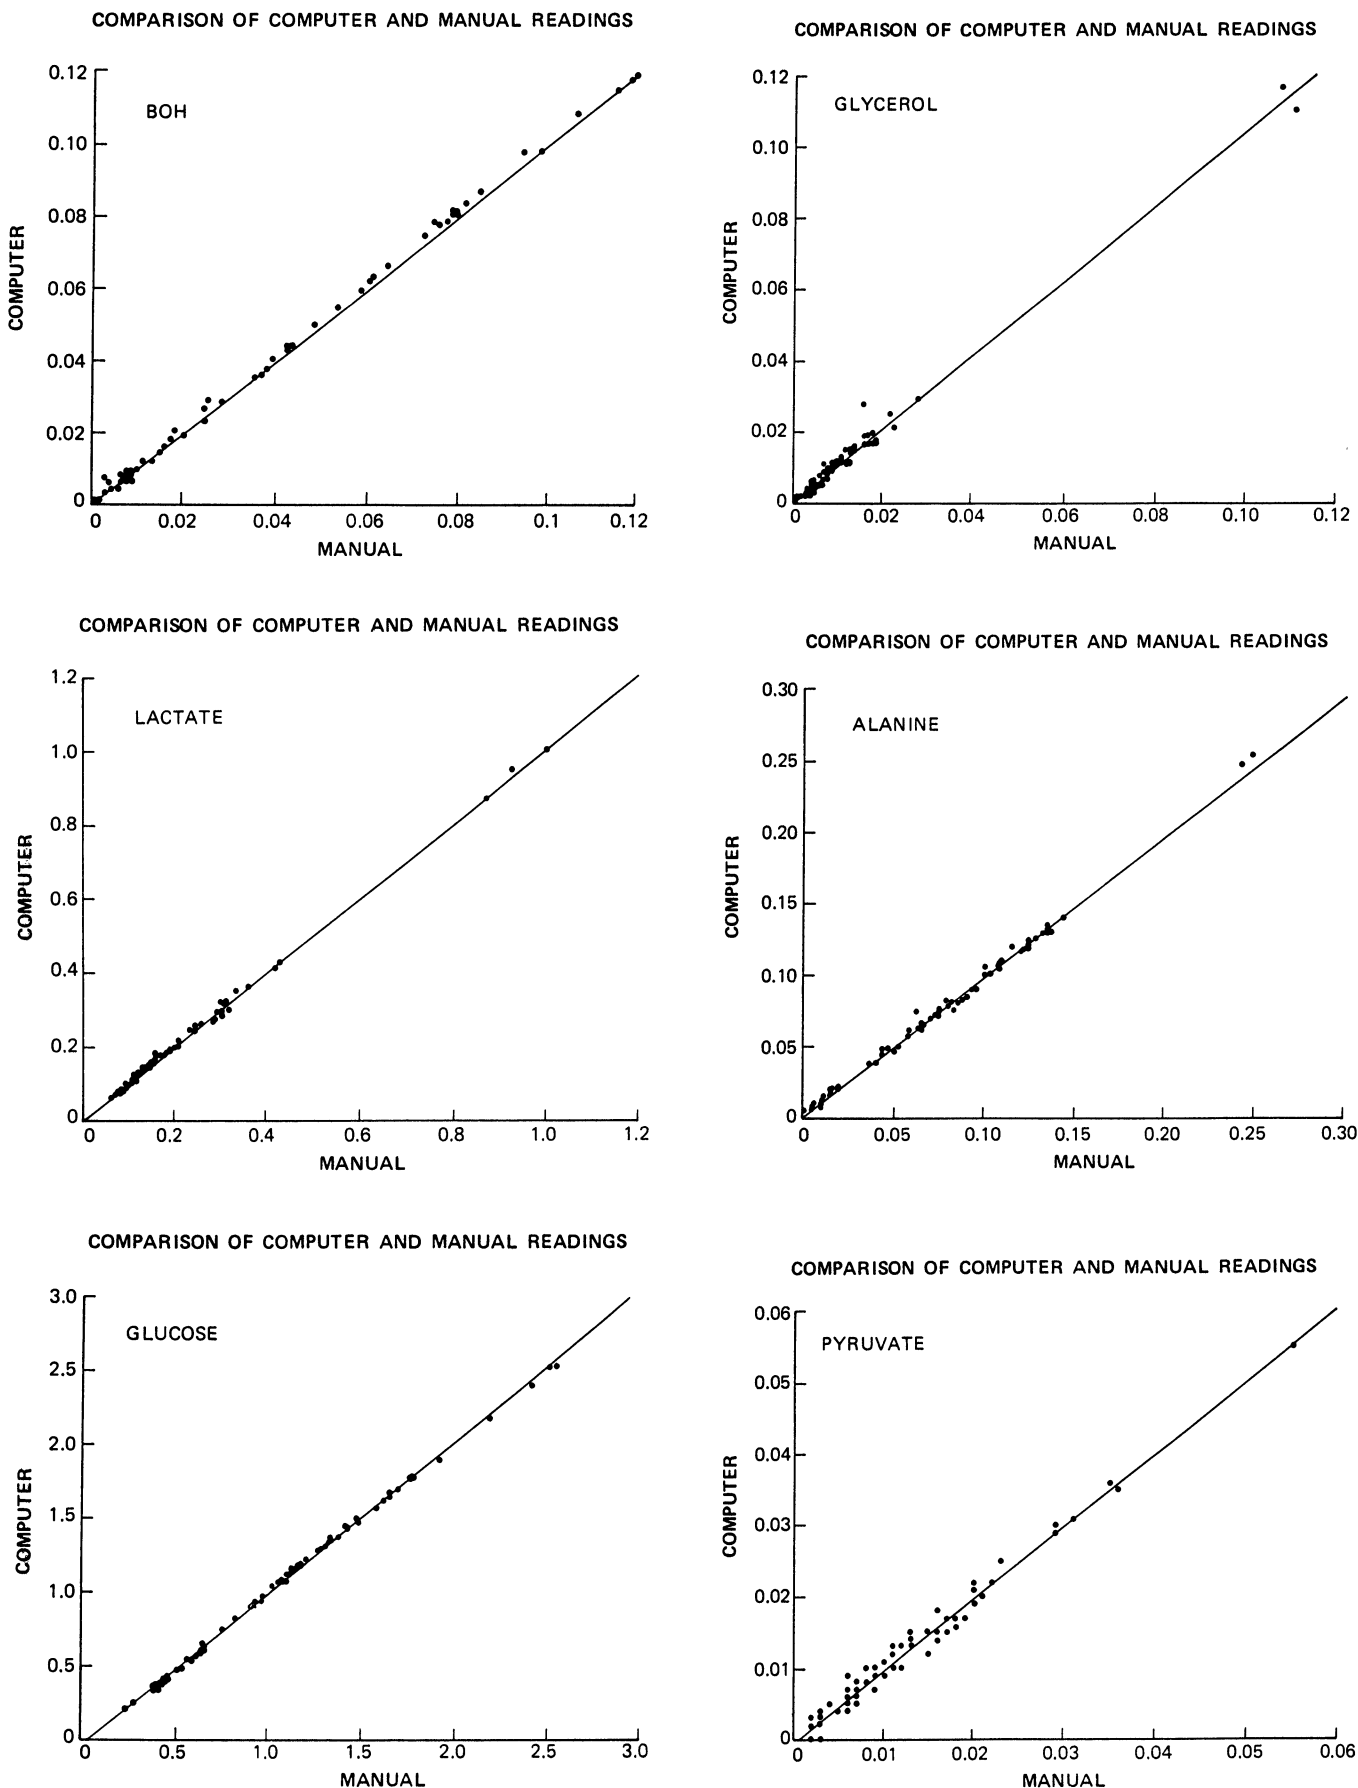 COMPARISON OF COMPUTER AND MANUAL READINGS
BOH
COMPUTER
0.12
0.10
0.08
0.06
0.04
0.02
0
0 0.02 0.04 0.06 0.08 0.1 0.12
MANUAL
COMPARISON OF COMPUTER AND MANUAL READINGS
GLYCEROL
COMPUTER
0.12
0.10
0.08
0.06
0.04
0.02
0
0 0.02 0.04 0.06 0.08 0.10 0.12
MANUAL
COMPARISON OF COMPUTER AND MANUAL READINGS
LACTATE
COMPUTER
1.2
1.0
0.8
0.6
0.4
0.2
0
0 0.2 0.4 0.6 0.8 1.0 1.2
MANUAL
COMPARISON OF COMPUTER AND MANUAL READINGS
ALANINE
COMPUTER
0.30
0.25
0.20
0.15
0.10
0.05
0
0 0.05 0.10 0.15 0.20 0.25 0.30
MANUAL
COMPARISON OF COMPUTER AND MANUAL READINGS
GLUCOSE
COMPUTER
3.0
2.5
2.0
1.5
1.0
0.5
0
0 0.5 1.0 1.5 2.0 2.5 3.0
MANUAL
COMPARISON OF COMPUTER AND MANUAL READINGS
PYRUVATE
COMPUTER
0.06
0.05
0.04
0.03
0.02
0.01
0
0 0.01 0.02 0.03 0.04 0.05 0.06
MANUAL